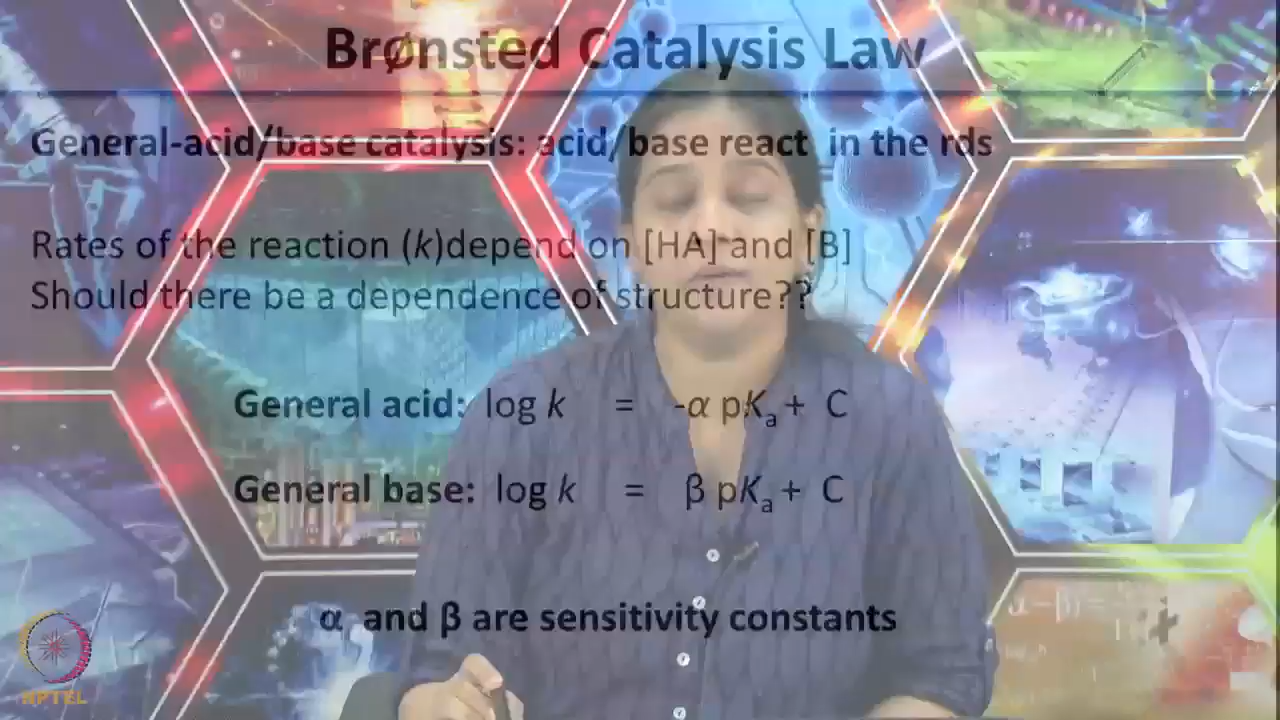 Brønsted Catalysis Law
General-acid/base catalysis: acid/ base react in the rds
Rates of the reaction (k)depend on [HA] and [B]
Should there be a dependence of structure??
General acid: log k = -α pKₐ + C
General base: log k = β pKₐ + C
α and β are sensitivity constants
NPTEL